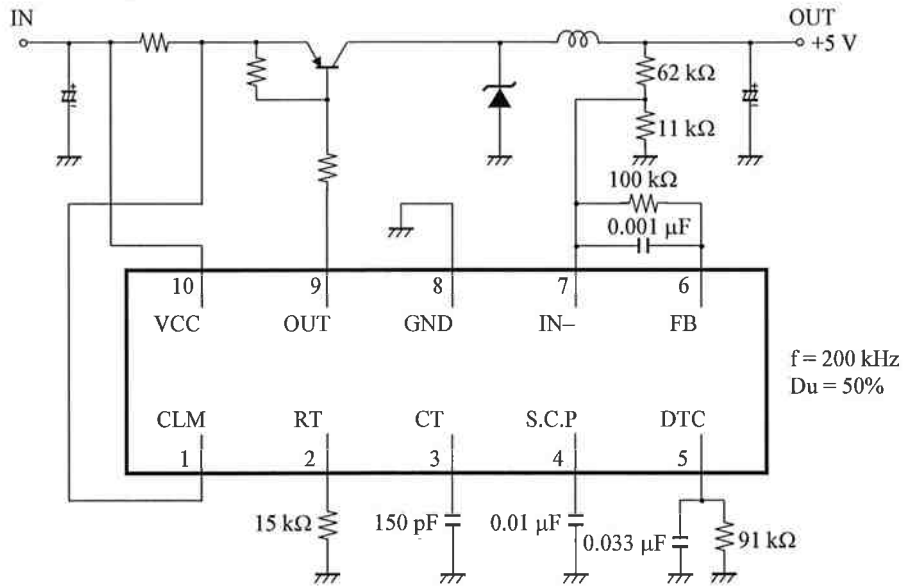 IN
OUT
+5 V
62 kΩ
11 kΩ
100 kΩ
0.001 µF
10 9 8 7 6
VCC OUT GND IN− FB
f = 200 kHz
Du = 50%
CLM RT CT S.C.P DTC
1 2 3 4 5
15 kΩ 150 pF 0.01 µF 0.033 µF 91 kΩ